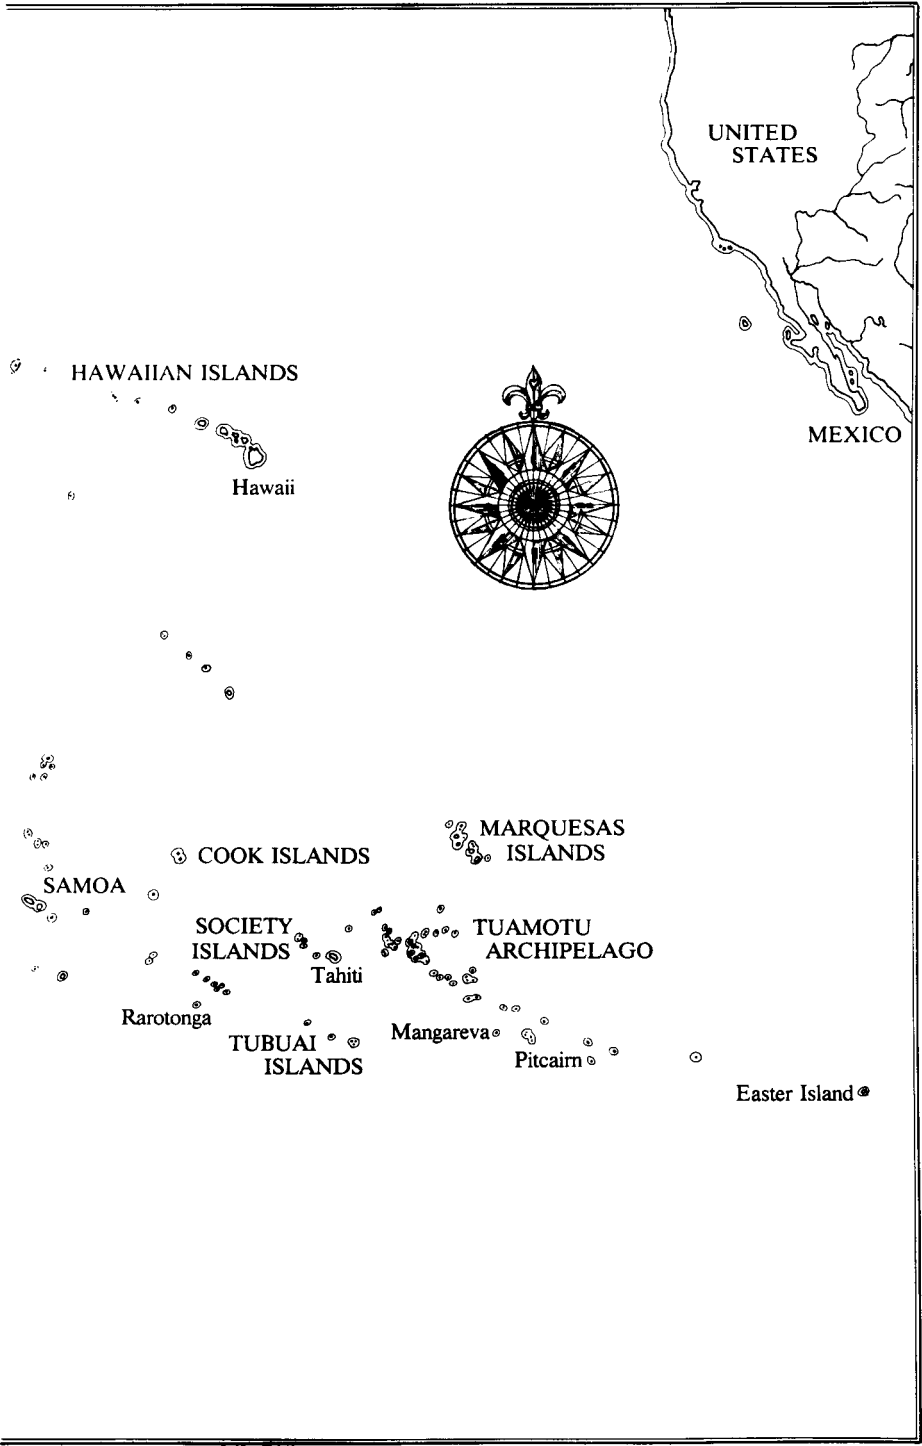 UNITED
STATES
HAWAIIAN ISLANDS
MEXICO
Hawaii
MARQUESAS
ISLANDS
COOK ISLANDS
SAMOA
SOCIETY
ISLANDS
TUAMOTU
ARCHIPELAGO
Tahiti
Rarotonga
Mangareva
TUBUAI
ISLANDS
Pitcairn
Easter Island